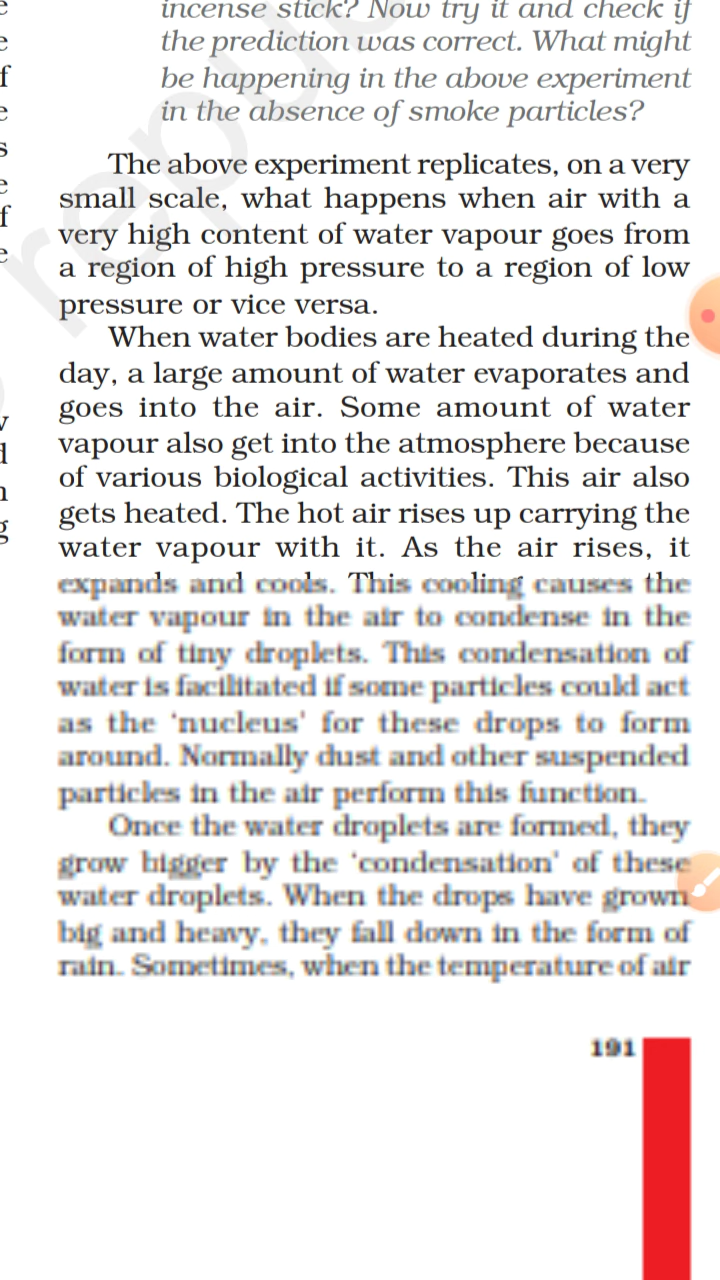 incense stick? Now try it and check if
the prediction was correct. What might
be happening in the above experiment
in the absence of smoke particles?
The above experiment replicates, on a very
small scale, what happens when air with a
very high content of water vapour goes from
a region of high pressure to a region of low
pressure or vice versa.
When water bodies are heated during the
day, a large amount of water evaporates and
goes into the air. Some amount of water
vapour also get into the atmosphere because
of various biological activities. This air also
gets heated. The hot air rises up carrying the
water vapour with it. As the air rises, it
expands and cools. This cooling causes the
water vapour in the air to condense in the
form of tiny droplets. This condensation of
water is facilitated if some particles could act
as the ‘nucleus’ for these drops to form
around. Normally dust and other suspended
particles in the air perform this function.
Once the water droplets are formed, they
grow bigger by the ‘condensation’ of these
water droplets. When the drops have grown
big and heavy, they fall down in the form of
rain. Sometimes, when the temperature of air
191